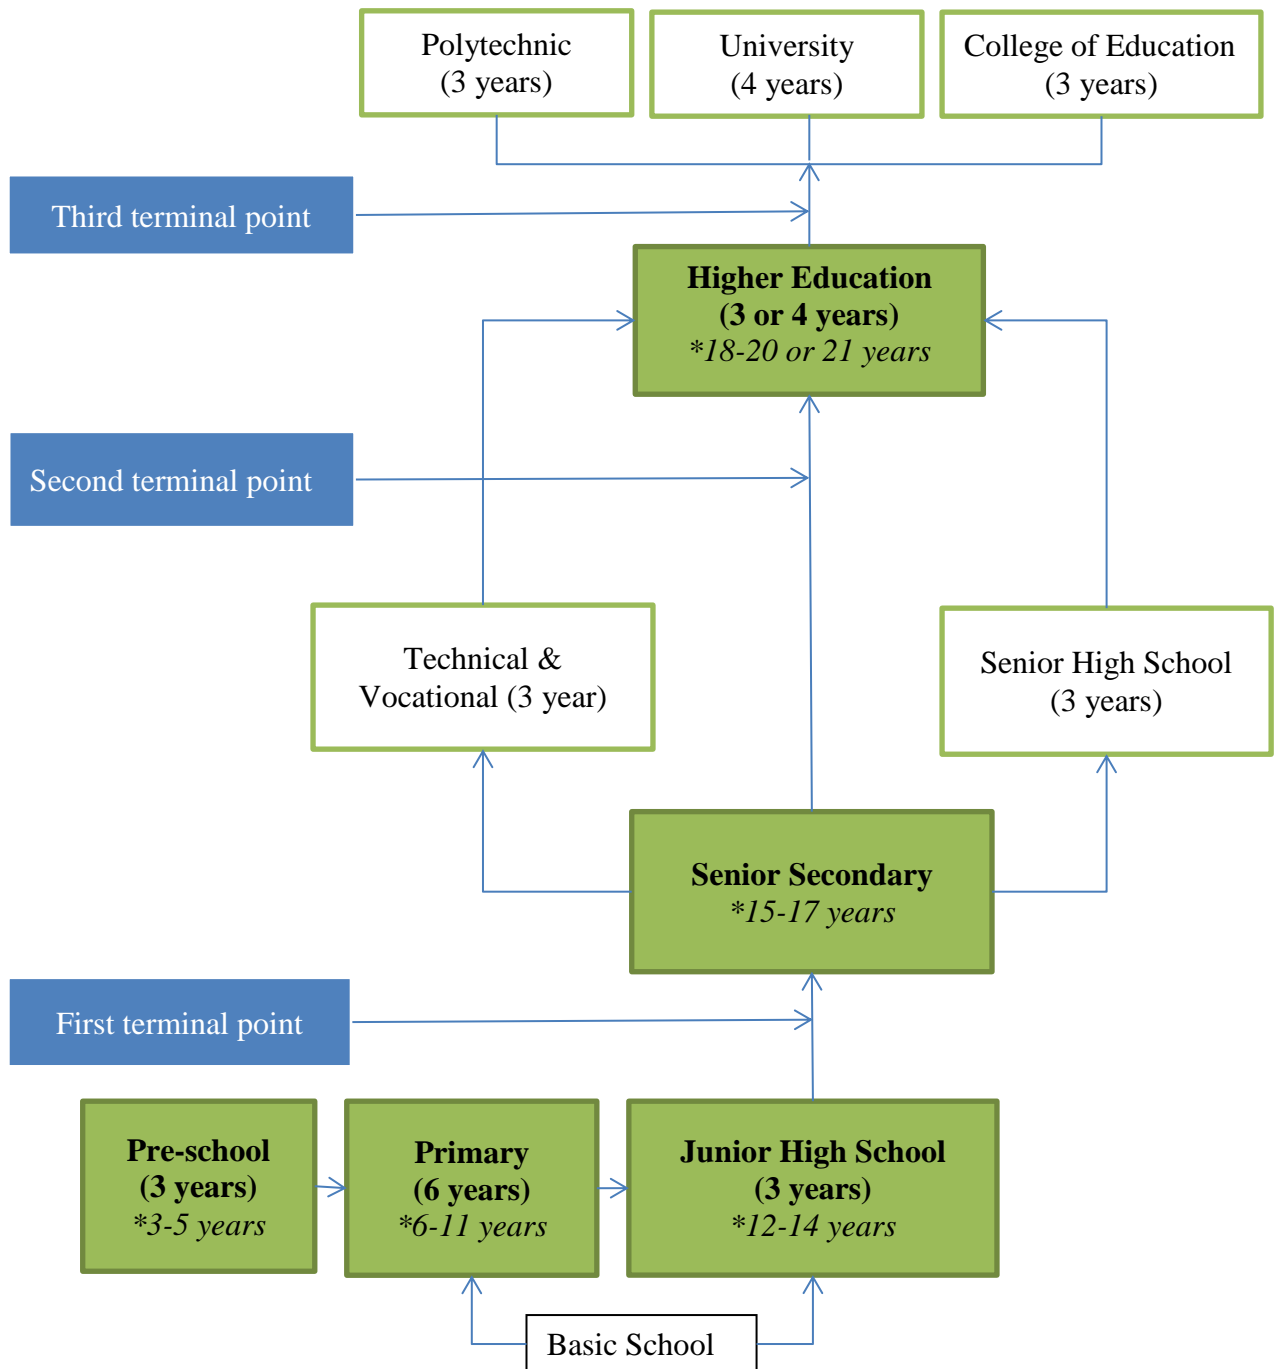 Polytechnic
(3 years)
University
(4 years)
College of Education
(3 years)
Third terminal point
Higher Education
(3 or 4 years)
*18-20 or 21 years
Second terminal point
Technical &
Vocational (3 year)
Senior High School
(3 years)
Senior Secondary
*15-17 years
First terminal point
Pre-school
(3 years)
*3-5 years
Primary
(6 years)
*6-11 years
Junior High School
(3 years)
*12-14 years
Basic School